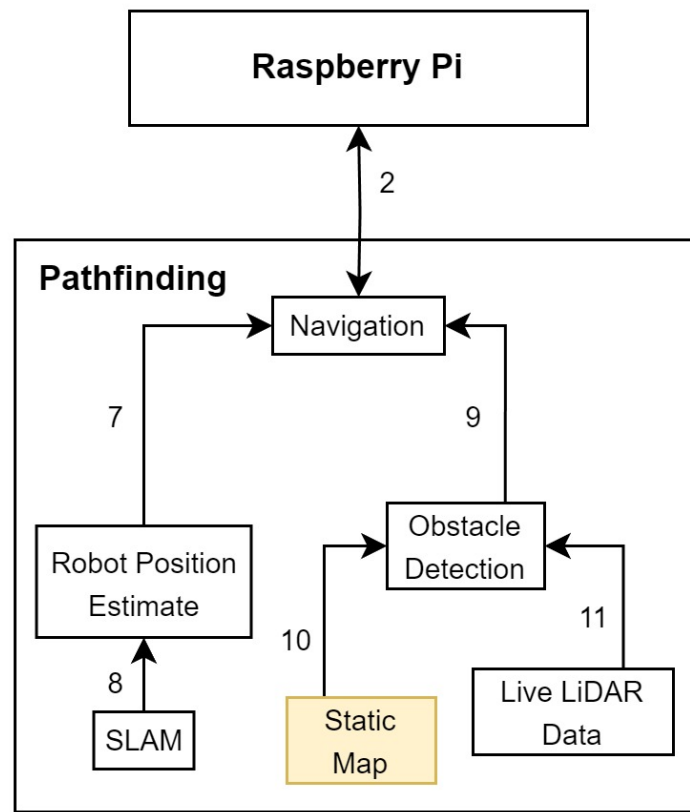 Raspberry Pi
2
Pathfinding
Navigation
7
9
Robot Position
Estimate
Obstacle
Detection
10
11
8
SLAM
Static
Map
Live LiDAR
Data